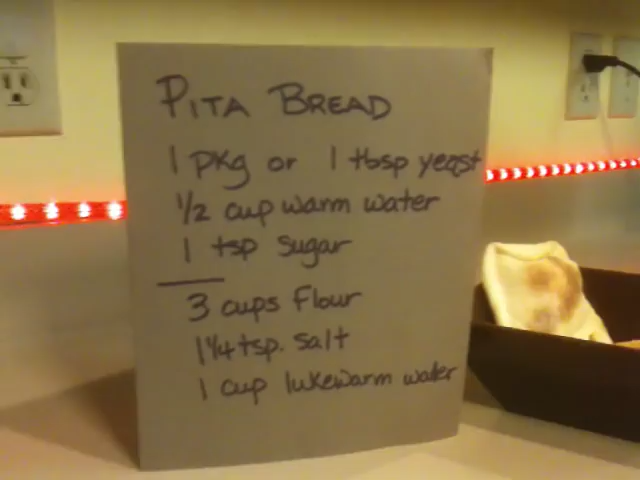 PITA BREAD
1 pkg or 1 tbsp yeast
1/2 cup warm water
1 tsp sugar
3 cups Flour
1 1/4 tsp. salt
1 cup lukewarm water